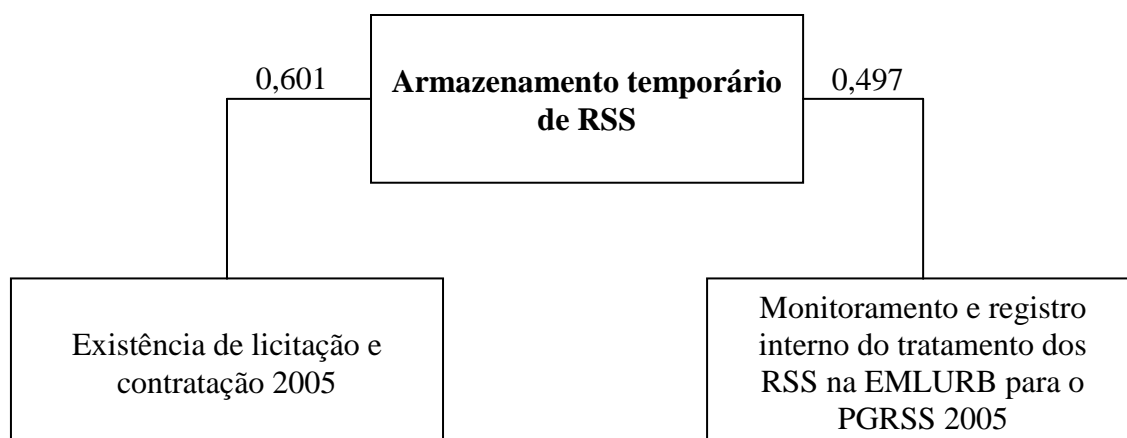 0,601
Armazenamento temporário
de RSS
0,497
Existência de licitação e
contratação 2005
Monitoramento e registro
interno do tratamento dos
RSS na EMLURB para o
PGRSS 2005